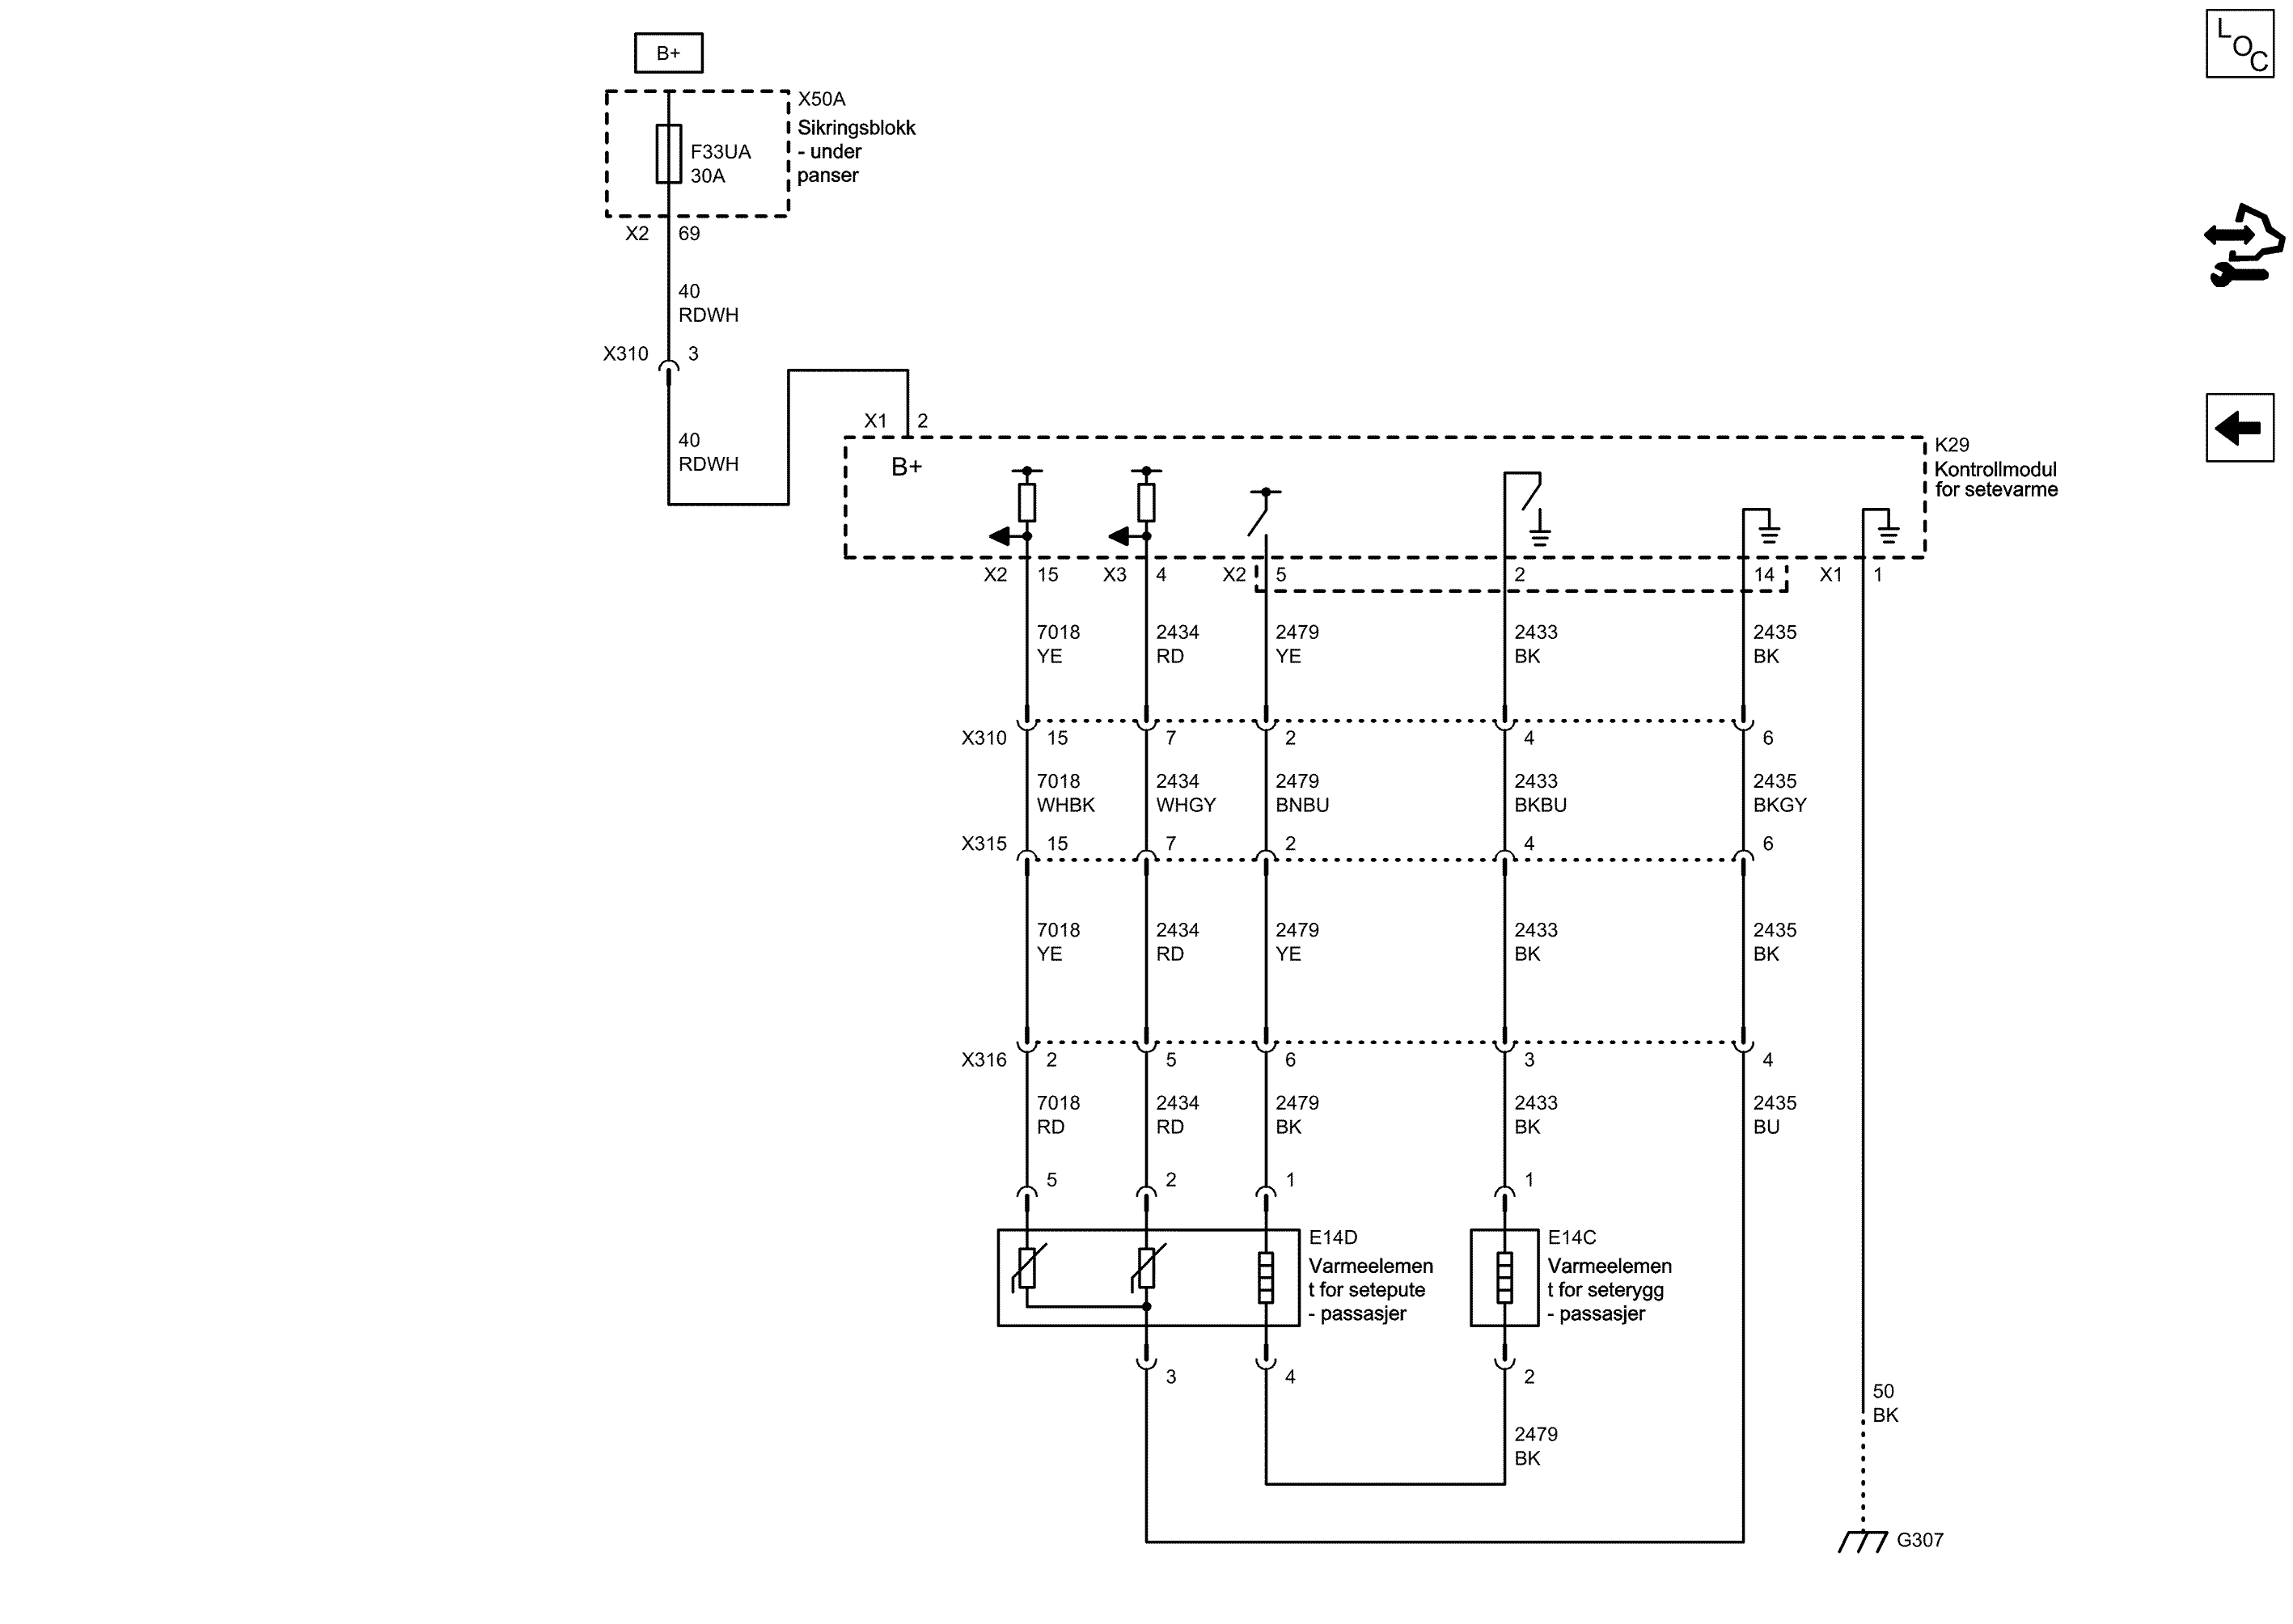 LOC
B+
X50A
Sikringsblokk
- under
panser
F33UA
30A
X2 69
40
RDWH
X310 3
40
RDWH
X1 2
B+
K29
Kontrollmodul
for setevarme
X2 15 X3 4 X2 5 2 14 X1 1
7018 2434 2479 2433 2435
YE RD YE BK BK
X310 15 7 2 4 6
7018 2434 2479 2433 2435
WHBK WHGY BNBU BKBU BKGY
X315 15 7 2 4 6
7018 2434 2479 2433 2435
YE RD YE BK BK
X316 2 5 6 3 4
7018 2434 2479 2433 2435
RD RD BK BK BU
5 2 1 1
E14D
Varmeelemen
t for setepute
- passasjer
E14C
Varmeelemen
t for seterygg
- passasjer
3 4 2
50
BK
2479
BK
G307